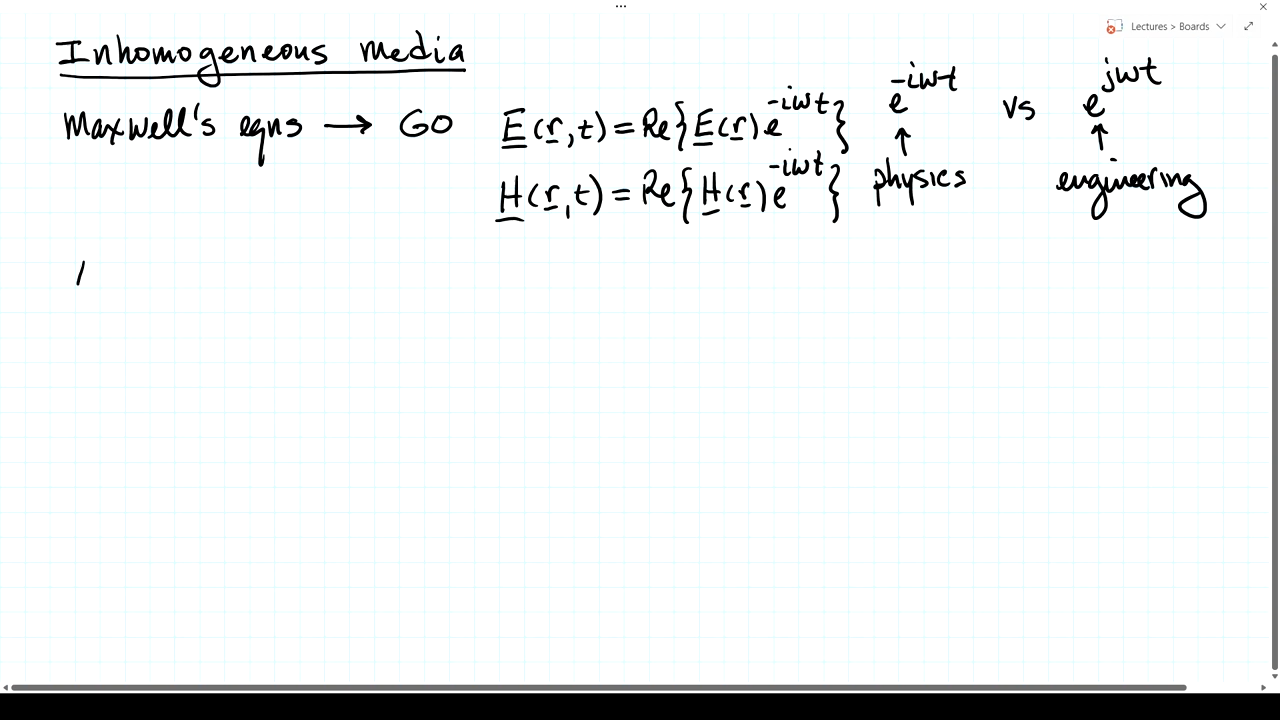 Lectures > Boards
Inhomogeneous media
Maxwell's eqns → GO
E(r,t) = Re{E(r)e^{-iωt}}
H(r,t) = Re{H(r)e^{-iωt}}
e^{-iωt} vs e^{jωt}
↑ ↑
physics engineering